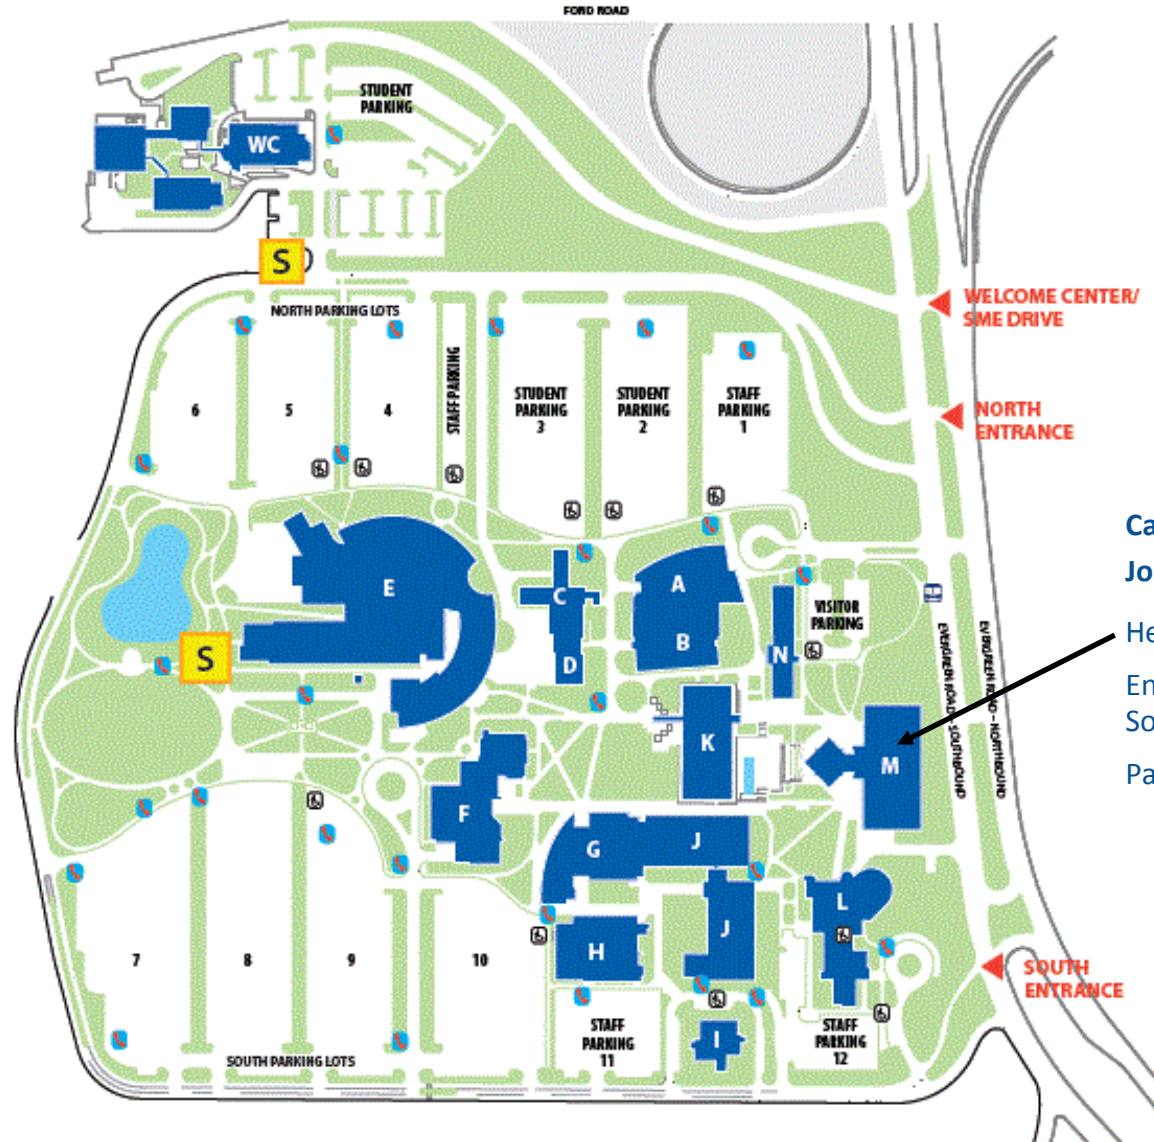 FORD ROAD
STUDENT
PARKING
WC
S
WELCOME CENTER/
SME DRIVE
NORTH PARKING LOTS
6
5
4
STAFF PARKING
STUDENT
PARKING
3
STUDENT
PARKING
2
STAFF
PARKING
1
NORTH
ENTRANCE
Ca
Jo
E
C
D
A
B
N
VISITOR
PARKING
He
En
So
Pa
EVERGREEN ROAD - SOUTHBOUND
EVERGREEN ROAD - NORTHBOUND
S
K
M
F
G
J
L
H
J
7
8
9
10
SOUTH
ENTRANCE
STAFF
PARKING
11
I
STAFF
PARKING
12
SOUTH PARKING LOTS